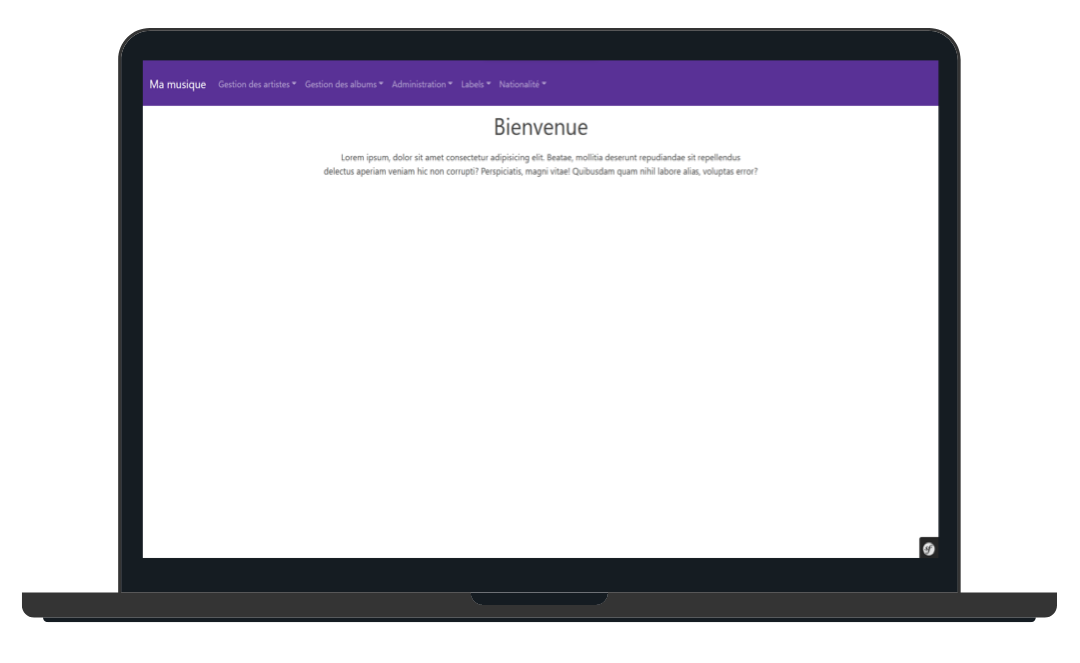 Ma musique Gestion des artistes Gestion des albums Administration Labels Nationalité
Bienvenue
Lorem ipsum, dolor sit amet consectetur adipisicing elit. Beatae, mollitia deserunt repudiandae sit repellendus
delectus aperiam veniam hic non corrupti? Perspiciatis, magni vitae! Quibusdam quam nihil labore alias, voluptas error?
sf